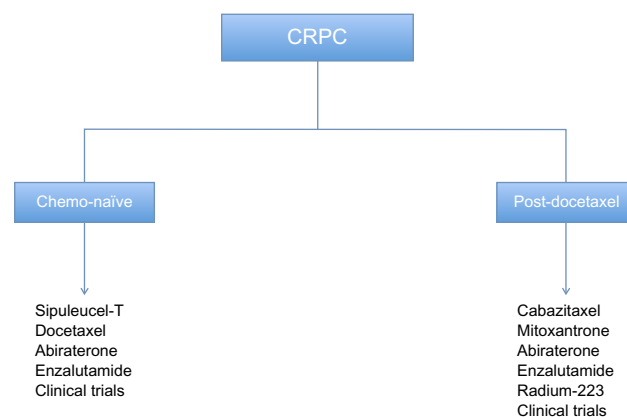 CRPC
Chemo-naïve
Post-docetaxel
Sipuleucel-T
Docetaxel
Abiraterone
Enzalutamide
Clinical trials
Cabazitaxel
Mitoxantrone
Abiraterone
Enzalutamide
Radium-223
Clinical trials